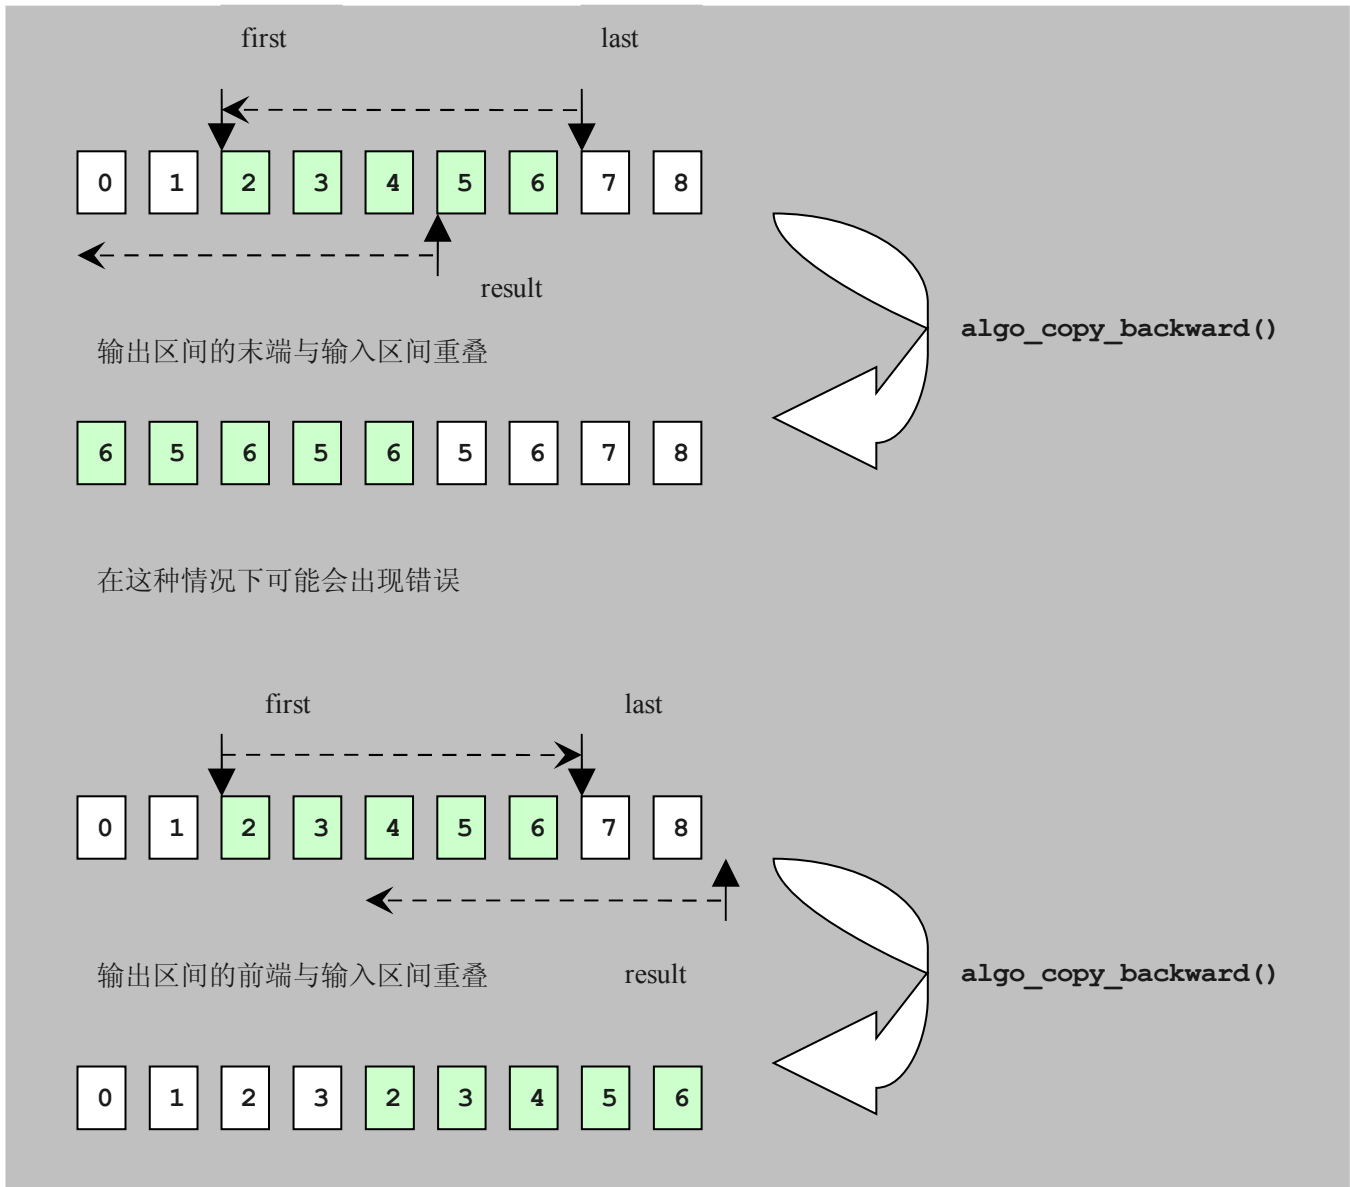 first last
0 1 2 3 4 5 6 7 8
result
algo_copy_backward()
输出区间的末端与输入区间重叠
6 5 6 5 6 5 6 7 8
在这种情况下可能会出现错误
first last
0 1 2 3 4 5 6 7 8
输出区间的前端与输入区间重叠 result algo_copy_backward()
0 1 2 3 2 3 4 5 6